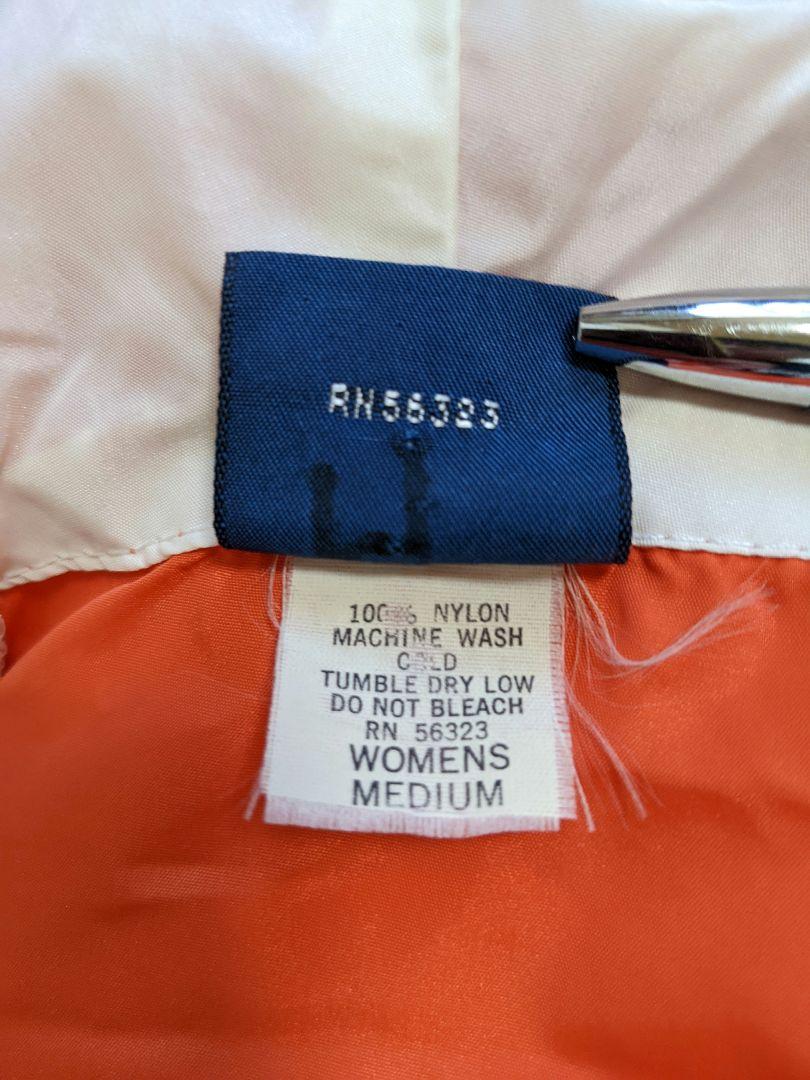 RN56323
100% NYLON
MACHINE WASH
COLD
TUMBLE DRY LOW
DO NOT BLEACH
RN 56323
WOMENS
MEDIUM